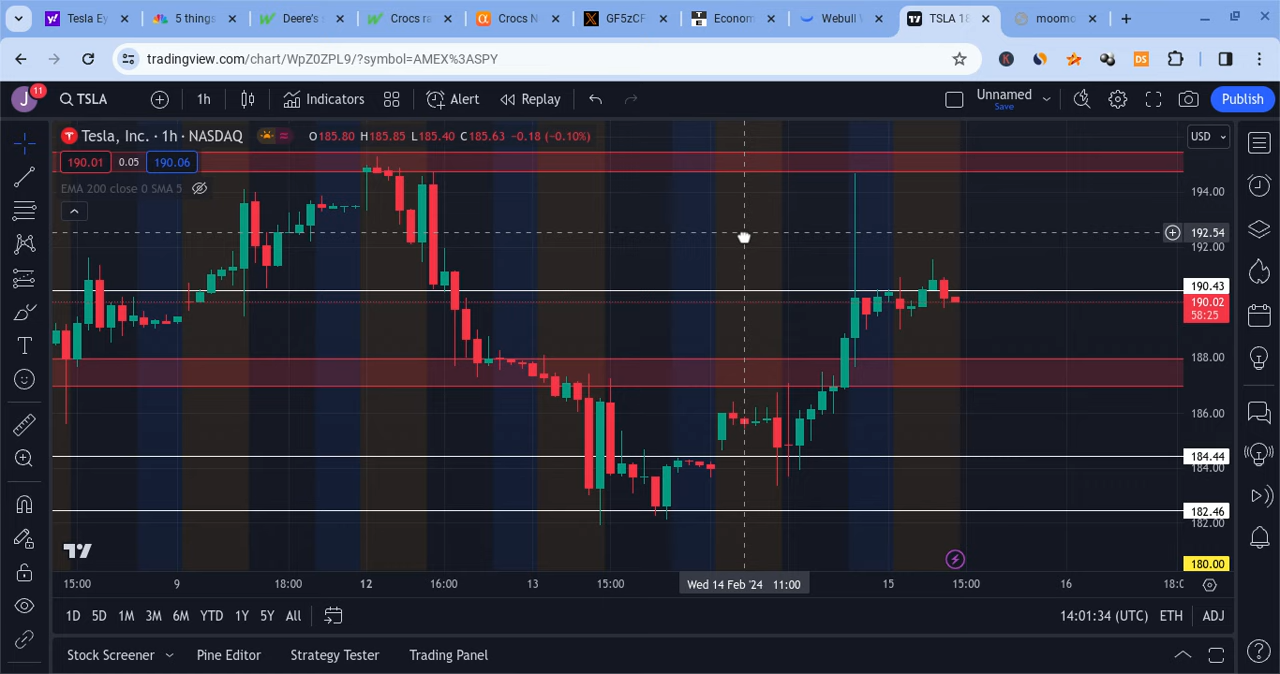 Tesla Ey
5 things
Deere's
Crocs ra
Crocs N
GF5zCF
Econom
Webull W
TSLA 18
moomo
tradingview.com/chart/WpZ0ZPL9/?symbol=AMEX%3ASPY
J
11
TSLA
1h
Indicators
Alert
Replay
Unnamed
Save
Publish
Tesla, Inc. · 1h · NASDAQ
O185.80 H185.85 L185.40 C185.63 -0.18 (-0.10%)
USD
190.01
0.05
190.06
EMA 200 close 0 SMA 5
194.00
192.54
192.00
190.43
190.02
58:25
188.00
186.00
184.44
184.00
182.46
182.00
180.00
15:00
9
18:00
12
16:00
13
15:00
Wed 14 Feb '24 11:00
15
15:00
16
1D
5D
1M
3M
6M
YTD
1Y
5Y
All
14:01:34 (UTC)
ETH
ADJ
Stock Screener
Pine Editor
Strategy Tester
Trading Panel